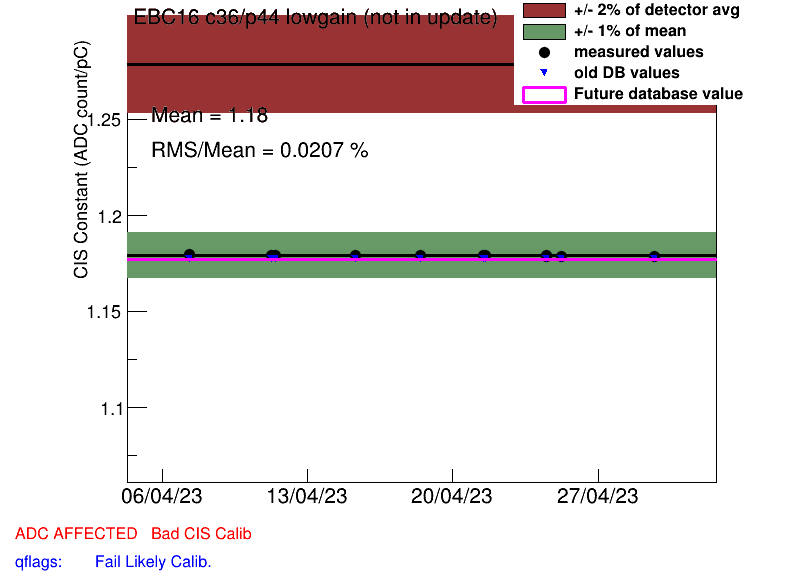 EBC16 c36/p44 lowgain (not in update)
+/- 2% of detector avg
+/- 1% of mean
measured values
old DB values
Future database value
Mean = 1.18
RMS/Mean = 0.0207 %
CIS Constant (ADC count/pC)
1.25
1.2
1.15
1.1
06/04/23 13/04/23 20/04/23 27/04/23
ADC AFFECTED Bad CIS Calib
qflags: Fail Likely Calib.